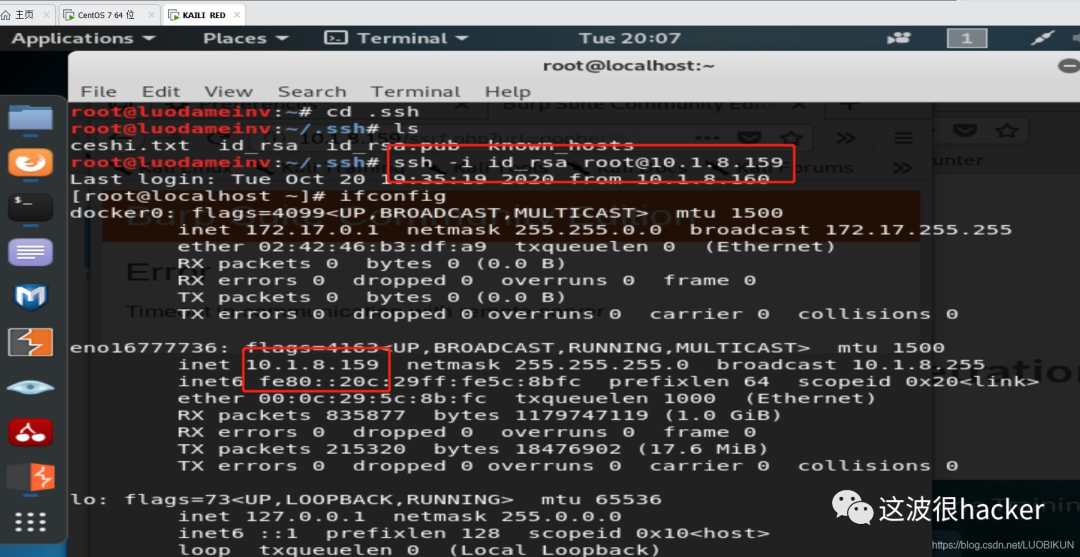 主页 CentOS 7 64 位 KAILI RED
Applications Places Terminal Tue 20:07 1
root@localhost:~
File Edit View Search Terminal Help
root@luodameinv:~# cd .ssh
root@luodameinv:~/.ssh# ls
ceshi.txt id_rsa id_rsa.pub known_hosts
root@luodameinv:~/.ssh# ssh -i id_rsa root@10.1.8.159
Last login: Tue Oct 20 19:35:19 2020 from 10.1.8.160
[root@localhost ~]# ifconfig
docker0: flags=4099<UP,BROADCAST,MULTICAST> mtu 1500
inet 172.17.0.1 netmask 255.255.0.0 broadcast 172.17.255.255
ether 02:42:46:b3:df:a9 txqueuelen 0 (Ethernet)
RX packets 0 bytes 0 (0.0 B)
RX errors 0 dropped 0 overruns 0 frame 0
TX packets 0 bytes 0 (0.0 B)
TX errors 0 dropped 0 overruns 0 carrier 0 collisions 0
eno16777736: flags=4163<UP,BROADCAST,RUNNING,MULTICAST> mtu 1500
inet 10.1.8.159 netmask 255.255.255.0 broadcast 10.1.8.255
inet6 fe80::20c:29ff:fe5c:8bfc prefixlen 64 scopeid 0x20<link>
ether 00:0c:29:5c:8b:fc txqueuelen 1000 (Ethernet)
RX packets 835877 bytes 1179747119 (1.0 GiB)
RX errors 0 dropped 0 overruns 0 frame 0
TX packets 215320 bytes 18476902 (17.6 MiB)
TX errors 0 dropped 0 overruns 0 carrier 0 collisions 0
lo: flags=73<UP,LOOPBACK,RUNNING> mtu 65536
inet 127.0.0.1 netmask 255.0.0.0
inet6 ::1 prefixlen 128 scopeid 0x10<host>
loop txqueuelen 0 (Local Loopback)
这波很hacker
https://blog.csdn.net/LUOBIKUN